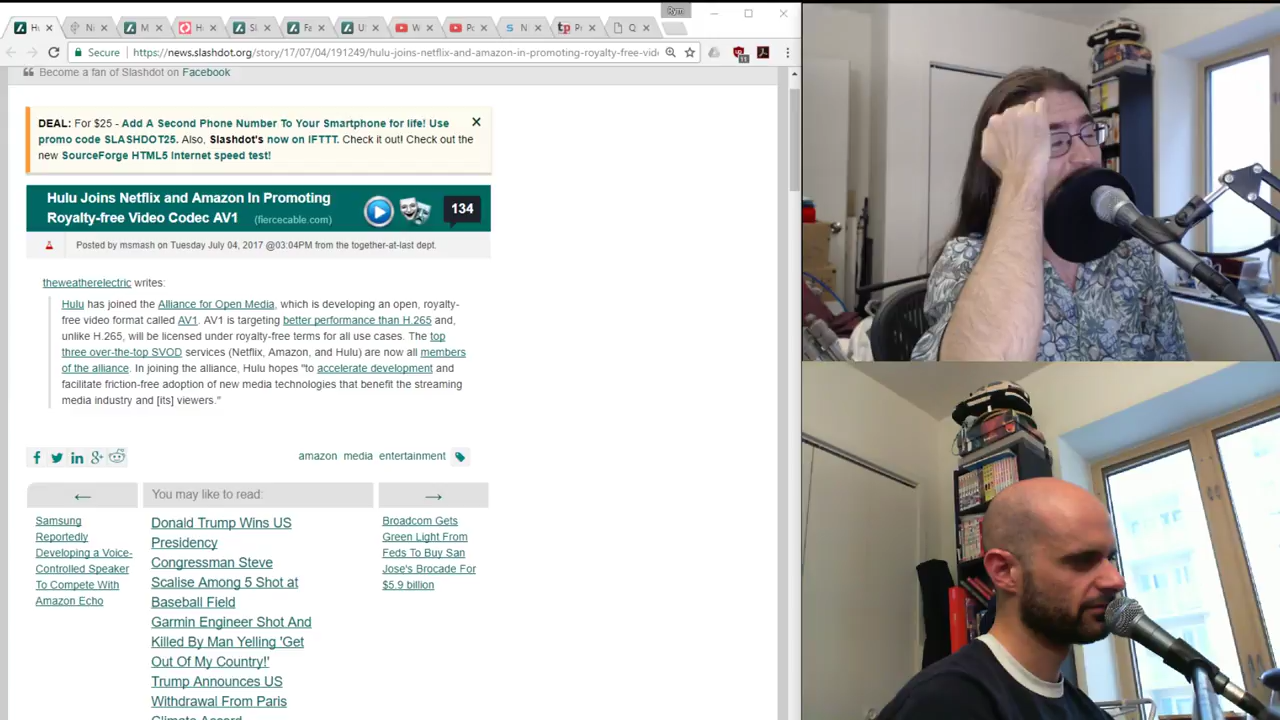 Rym
Secure
https://news.slashdot.org/story/17/07/04/191249/hulu-joins-netflix-and-amazon-in-promoting-royalty-free-vid
Become a fan of Slashdot on Facebook
DEAL: For $25 - Add A Second Phone Number To Your Smartphone for life! Use
promo code SLASHDOT25. Also, Slashdot's now on IFTTT. Check it out! Check out the
new SourceForge HTML5 internet speed test!
Hulu Joins Netflix and Amazon In Promoting
Royalty-free Video Codec AV1 (fiercecable.com)
134
Posted by msmash on Tuesday July 04, 2017 @03:04PM from the together-at-last dept.
theweatherelectric writes:
Hulu has joined the Alliance for Open Media, which is developing an open, royalty-
free video format called AV1. AV1 is targeting better performance than H.265 and,
unlike H.265, will be licensed under royalty-free terms for all use cases. The top
three over-the-top SVOD services (Netflix, Amazon, and Hulu) are now all members
of the alliance. In joining the alliance, Hulu hopes "to accelerate development and
facilitate friction-free adoption of new media technologies that benefit the streaming
media industry and [its] viewers."
amazon media entertainment
You may like to read:
Samsung
Reportedly
Developing a Voice-
Controlled Speaker
To Compete With
Amazon Echo
Donald Trump Wins US
Presidency
Congressman Steve
Scalise Among 5 Shot at
Baseball Field
Garmin Engineer Shot And
Killed By Man Yelling 'Get
Out Of My Country!'
Trump Announces US
Withdrawal From Paris
Climate Accord
Broadcom Gets
Green Light From
Feds To Buy San
Jose's Brocade For
$5.9 billion